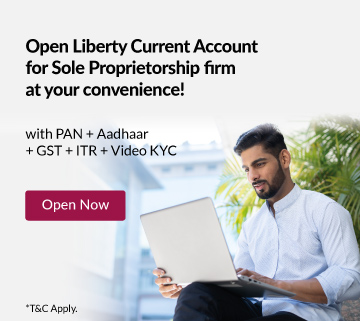 Open Liberty Current Account
for Sole Proprietorship firm
at your convenience!
with PAN + Aadhaar
+ GST + ITR + Video KYC
Open Now
*T&C Apply.